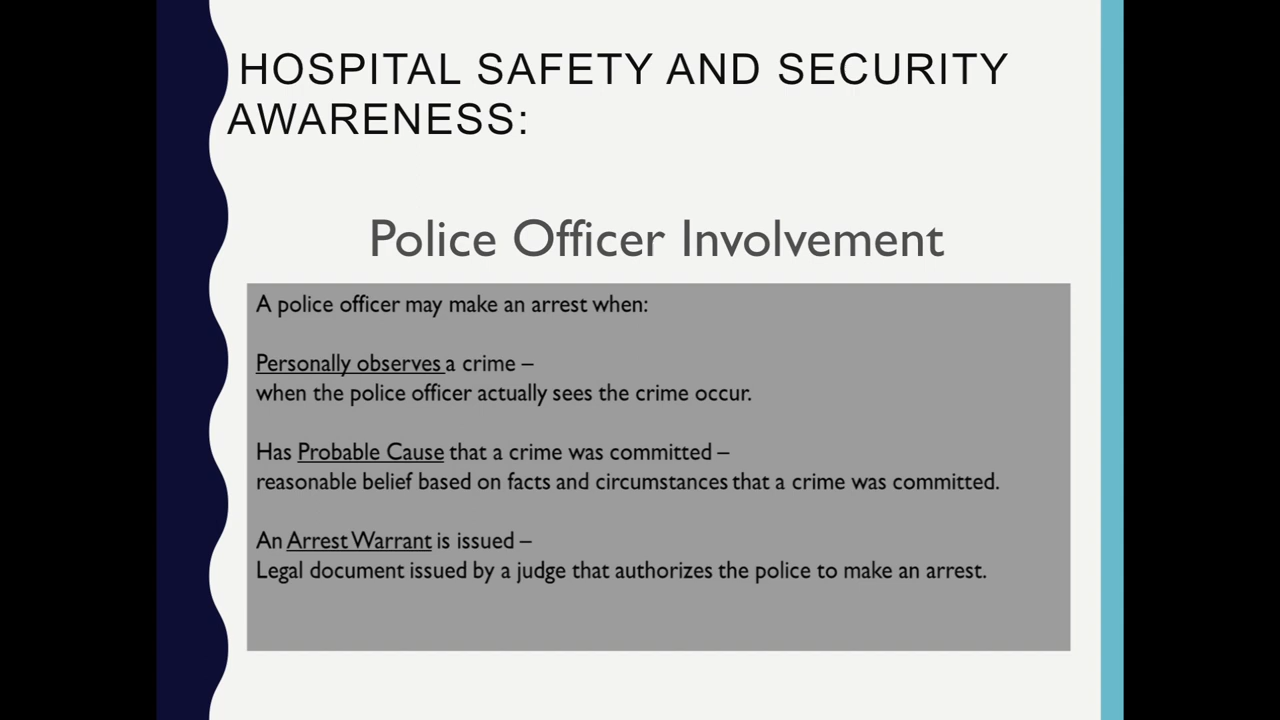 HOSPITAL SAFETY AND SECURITY
AWARENESS:
Police Officer Involvement
A police officer may make an arrest when:
Personally observes a crime –
when the police officer actually sees the crime occur.
Has Probable Cause that a crime was committed –
reasonable belief based on facts and circumstances that a crime was committed.
An Arrest Warrant is issued –
Legal document issued by a judge that authorizes the police to make an arrest.